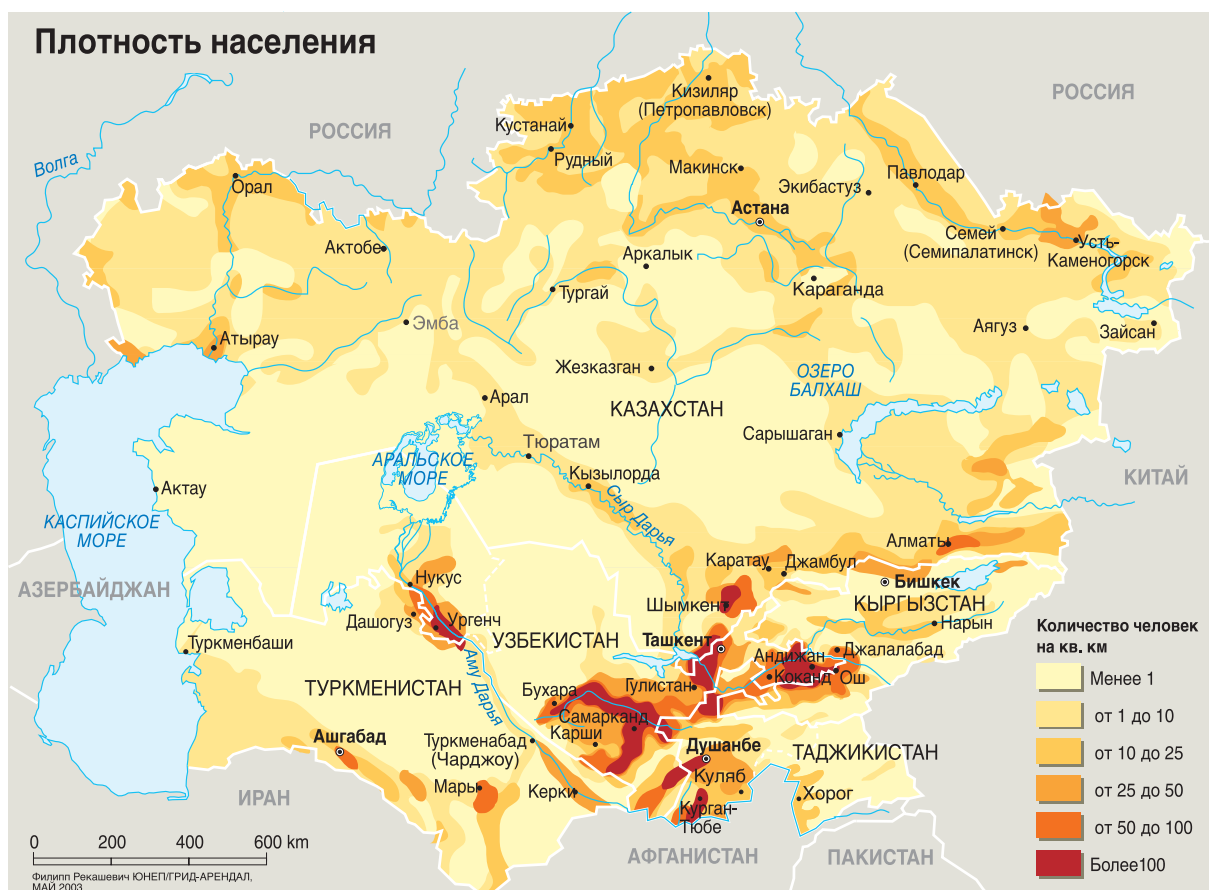 Плотность населения
РОССИЯ
РОССИЯ
Волга
Кизиляр
(Петропавловск)
Кустанай
Рудный
Макинск
Экибастуз
Павлодар
Орал
Астана
Актобе
Семей
(Семипалатинск)
Усть-
Каменогорск
Аркалык
Караганда
Тургай
Эмба
Атырау
Аягуз
Зайсан
Жезказган
ОЗЕРО
БАЛХАШ
Арал
КАЗАХСТАН
Сарышаган
Тюратам
АРАЛЬСКОЕ
МОРЕ
Кызылорда
КИТАЙ
Актау
Сыр Дарья
КАСПИЙСКОЕ
МОРЕ
Алматы
Каратау
Джамбул
АЗЕРБАЙДЖАН
Нукус
Бишкек
Шымкент
КЫРГЫЗСТАН
Дашогуз
Ургенч
Нарын
УЗБЕКИСТАН
Ташкент
Туркменбаши
Андижан
Джалалабад
Аму Дарья
Коканд
Ош
ТУРКМЕНИСТАН
Бухара
Гулистан
Самарканд
Карши
Ашгабад
Туркменабад
(Чарджоу)
Душанбе
ТАДЖИКИСТАН
Куляб
Мары
Керки
Хорог
ИРАН
Курган-
Тюбе
АФГАНИСТАН
ПАКИСТАН
Количество человек
на кв. км
Менее 1
от 1 до 10
от 10 до 25
от 25 до 50
от 50 до 100
Более100
0 200 400 600 km
Филипп Рекашевич ЮНЕП/ГРИД-АРЕНДАЛ,
МАЙ 2003